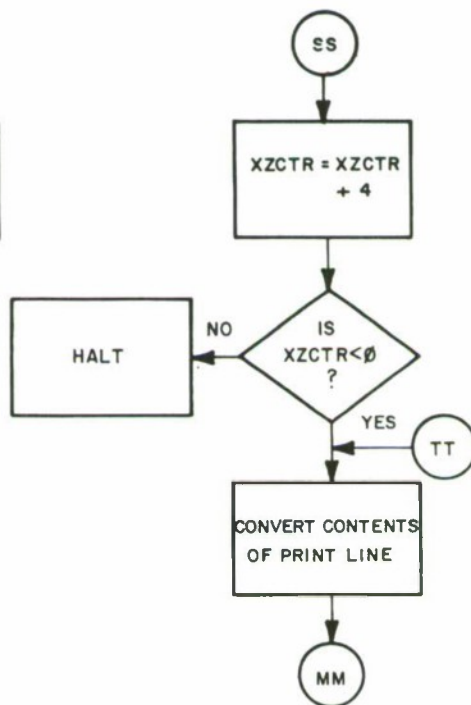 SS
XZCTR = XZCTR
+ 4
IS
XZCTR<Ø
?
NO
HALT
YES
TT
CONVERT CONTENTS
OF PRINT LINE
MM